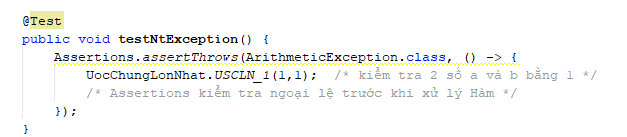 @Test
public void testNtException() {
Assertions.assertThrows(ArithmeticException.class, () -> {
UocChungLonNhat.USCLN_1(1,1); /* kiểm tra 2 số a và b bằng 1 */
/* Assertions kiểm tra ngoại lệ trước khi xử lý Hàm */
});
}